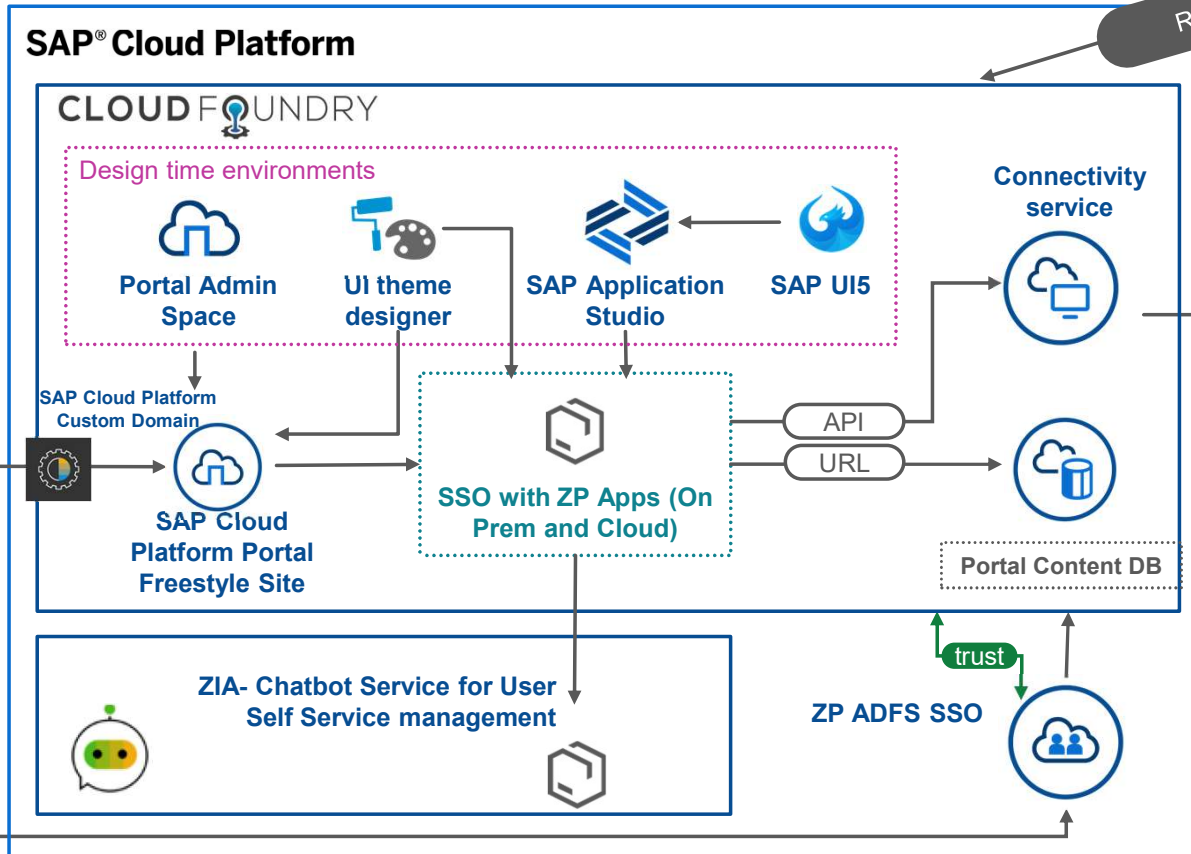 R
SAP® Cloud Platform
CLOUD FOUNDRY
Design time environments
Portal Admin
Space
UI theme
designer
SAP Application
Studio
SAP UI5
Connectivity
service
SAP Cloud Platform
Custom Domain
API
URL
SSO with ZP Apps (On
Prem and Cloud)
SAP Cloud
Platform Portal
Freestyle Site
Portal Content DB
trust
ZIA- Chatbot Service for User
Self Service management
ZP ADFS SSO